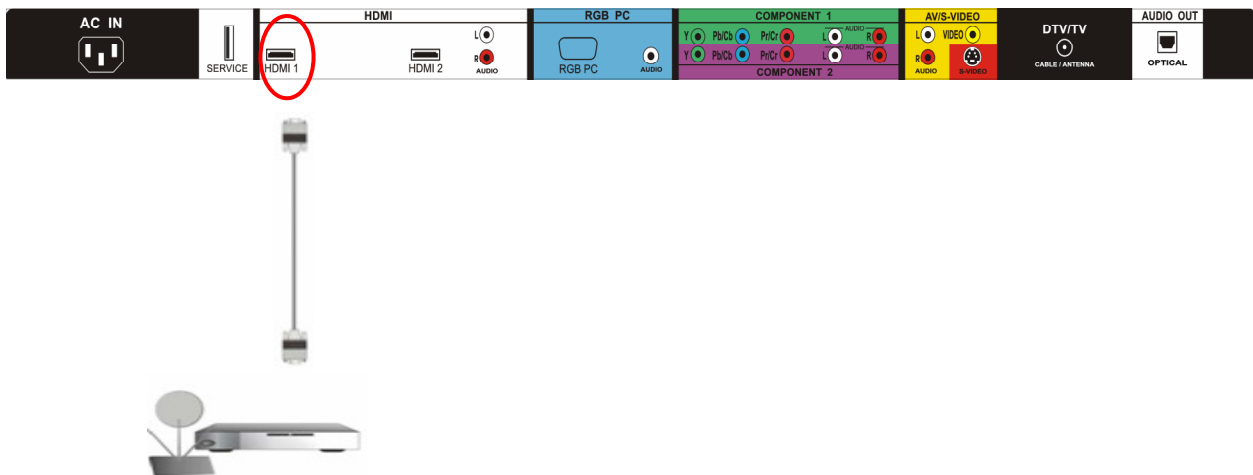 AC IN
SERVICE
HDMI
HDMI 1
HDMI 2
L
R
AUDIO
RGB PC
RGB PC
AUDIO
COMPONENT 1
Y Pb/Cb Pr/Cr L AUDIO R
Y Pb/Cb Pr/Cr L AUDIO R
COMPONENT 2
AV/S-VIDEO
L VIDEO
R
AUDIO S-VIDEO
DTV/TV
CABLE / ANTENNA
AUDIO OUT
OPTICAL